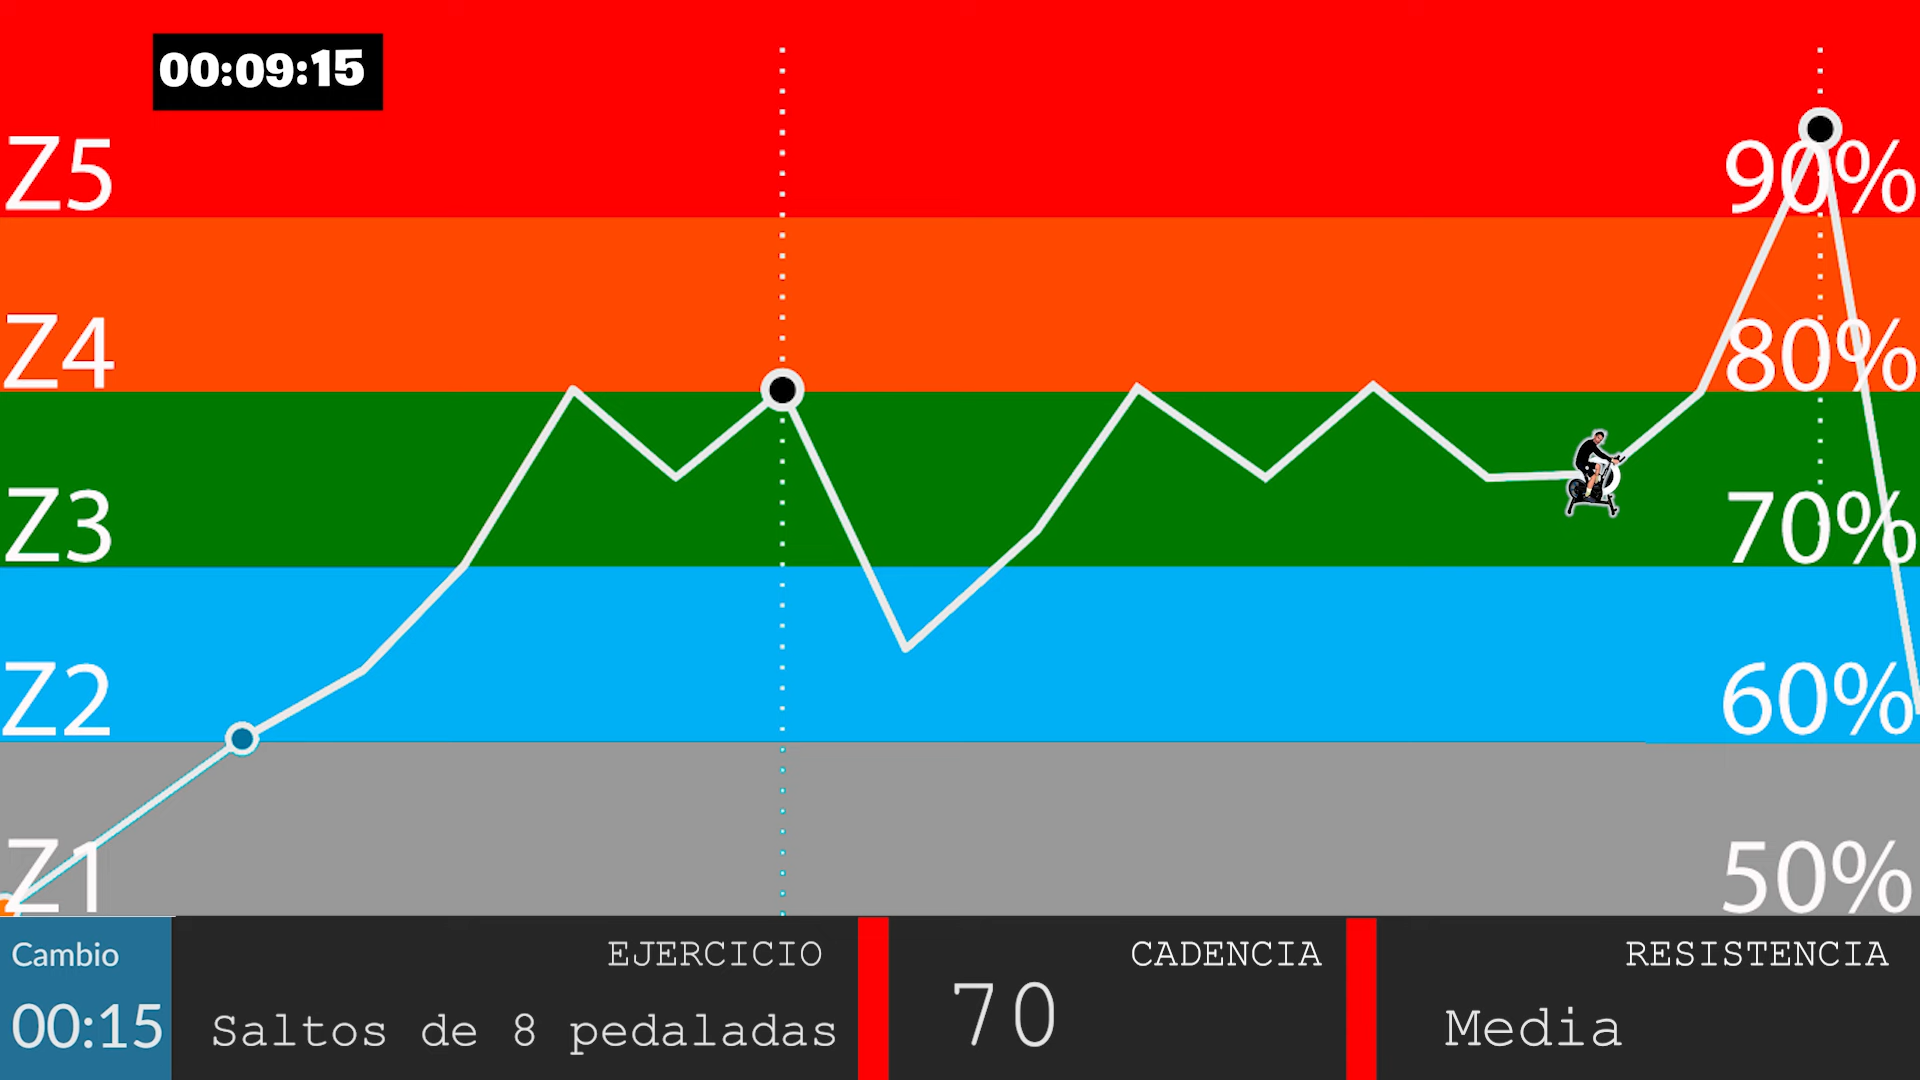 00:09:15
Z5
90%
Z4
80%
Z3
70%
Z2
60%
Z1
50%
Cambio
00:15
EJERCICIO
Saltos de 8 pedaladas
CADENCIA
70
RESISTENCIA
Media